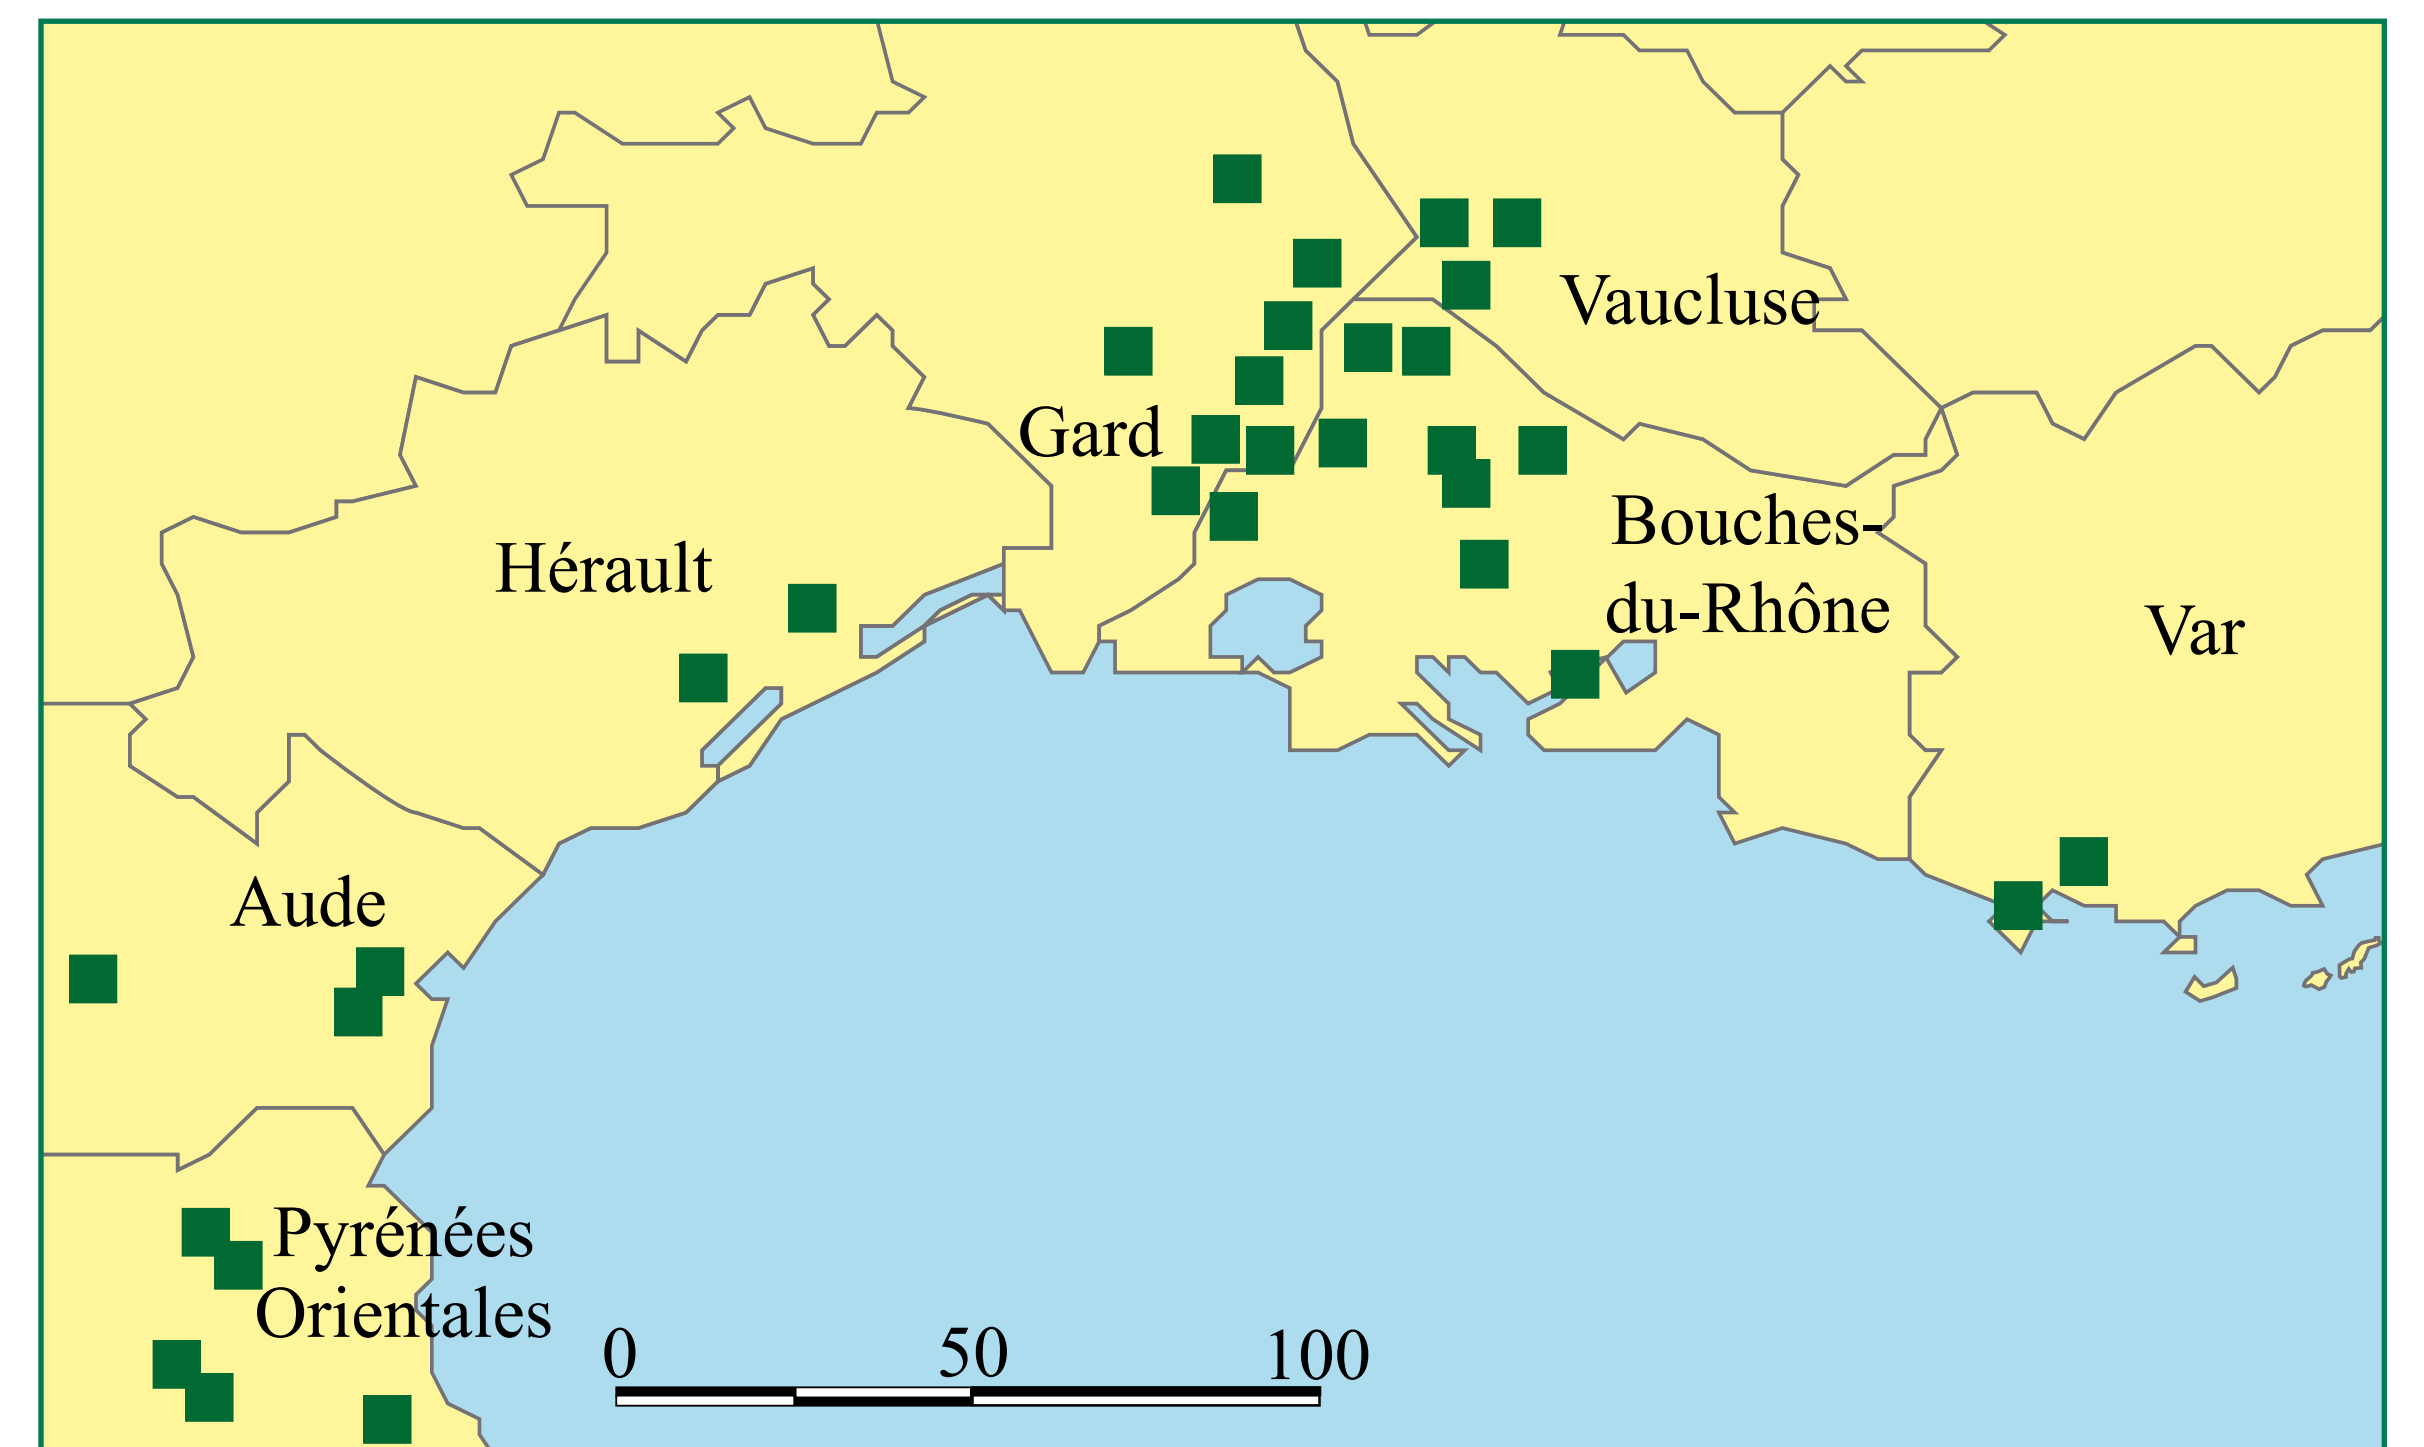 Vaucluse
Gard
Bouches-
du-Rhône
Hérault
Var
Aude
Pyrénées
Orientales
0 50 100